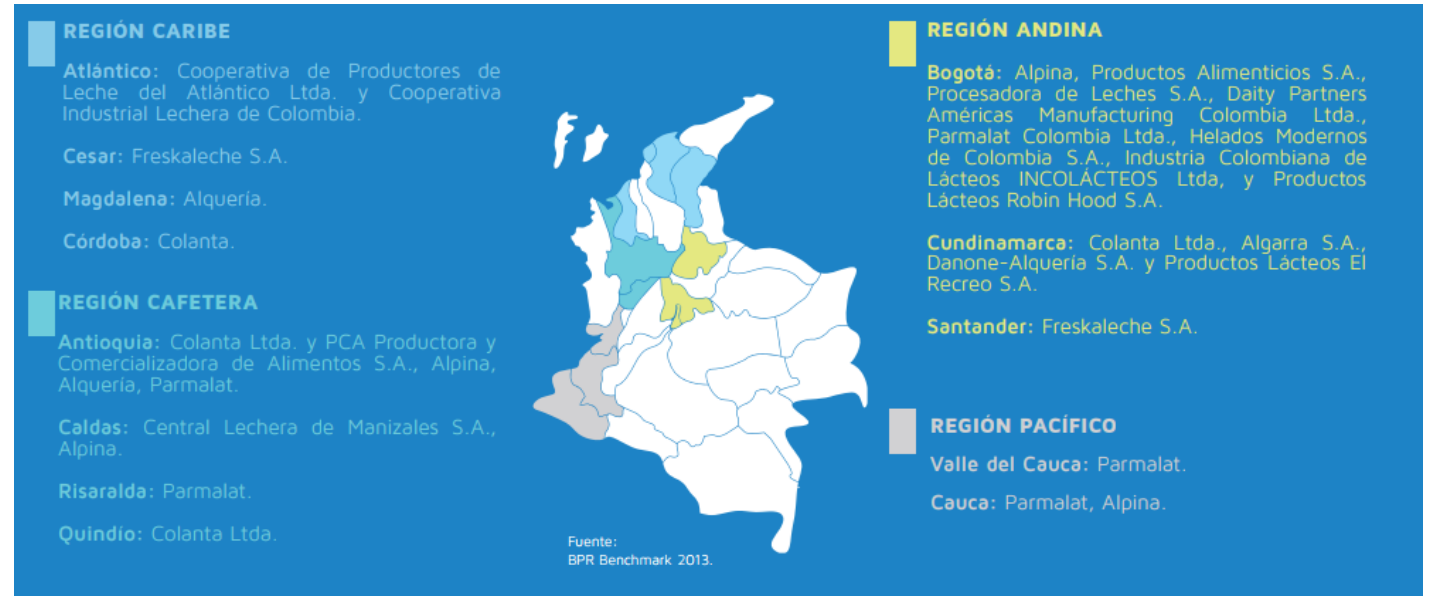 REGIÓN CARIBE
Atlántico: Cooperativa de Productores de
Leche del Atlántico Ltda. y Cooperativa
Industrial Lechera de Colombia.
Cesar: Freskaleche S.A.
Magdalena: Alquería.
Córdoba: Colanta.
REGIÓN CAFETERA
Antioquia: Colanta Ltda. y PCA Productora y
Comercializadora de Alimentos S.A., Alpina,
Alquería, Parmalat.
Caldas: Central Lechera de Manizales S.A.,
Alpina.
Risaralda: Parmalat.
Quindío: Colanta Ltda.
Fuente:
BPR Benchmark 2013.
REGIÓN ANDINA
Bogotá: Alpina, Productos Alimenticios S.A.,
Procesadora de Leches S.A., Daity Partners
Américas Manufacturing Colombia Ltda.,
Parmalat Colombia Ltda., Helados Modernos
de Colombia S.A., Industria Colombiana de
Lácteos INCOLÁCTEOS Ltda, y Productos
Lácteos Robin Hood S.A.
Cundinamarca: Colanta Ltda., Algarra S.A.,
Danone-Alquería S.A. y Productos Lácteos El
Recreo S.A.
Santander: Freskaleche S.A.
REGIÓN PACÍFICO
Valle del Cauca: Parmalat.
Cauca: Parmalat, Alpina.